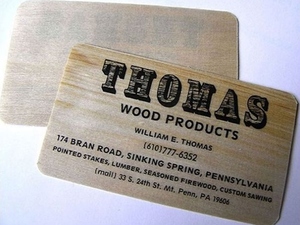 THOMAS
WOOD PRODUCTS
WILLIAM E. THOMAS
(610)777-6352
174 BRAN ROAD, SINKING SPRING, PENNSYLVANIA
POINTED STAKES, LUMBER, SEASONED FIREWOOD, CUSTOM SAWING
(mail) 33 S. 24th St. Mt. Penn, PA 19606